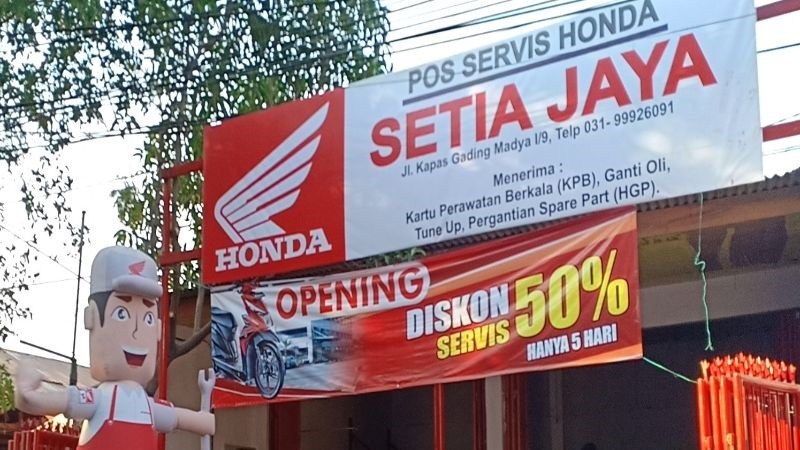 POS SERVIS HONDA
SETIA JAYA
Jl. Kapas Gading Madya I/9, Telp 031- 99926091
Menerima :
Kartu Perawatan Berkala (KPB), Ganti Oli,
Tune Up, Pergantian Spare Part (HGP).
HONDA
OPENING
DISKON 50%
SERVIS
HANYA 5 HARI